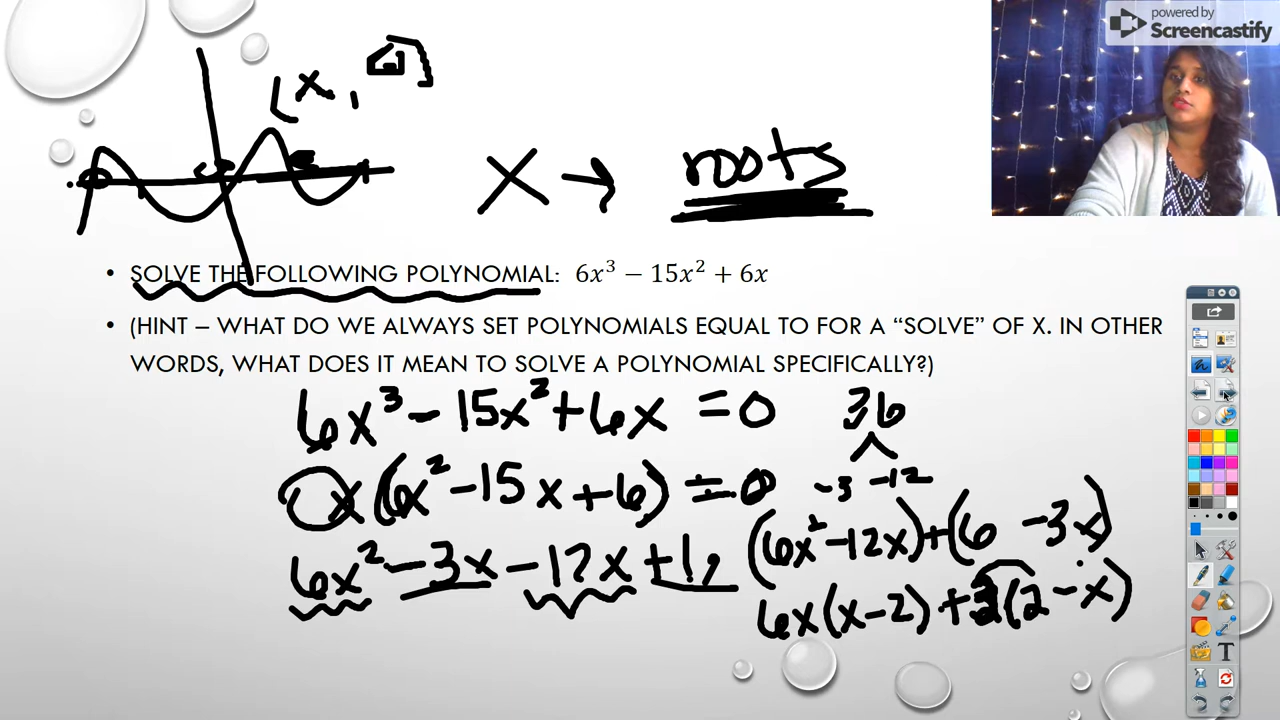 powered by
Screencastify
(x, 0)
X → roots
• SOLVE THE FOLLOWING POLYNOMIAL: 6x³ − 15x² + 6x
• (HINT – WHAT DO WE ALWAYS SET POLYNOMIALS EQUAL TO FOR A “SOLVE” OF X. IN OTHER
WORDS, WHAT DOES IT MEAN TO SOLVE A POLYNOMIAL SPECIFICALLY?)
6x³ − 15x² + 6x = 0
x(6x² − 15x + 6) = 0
6x² − 3x − 12x +
36
-3 -12
(6x² − 12x) + (6 − 3x)
6x(x − 2) + 3(2 − x)
T